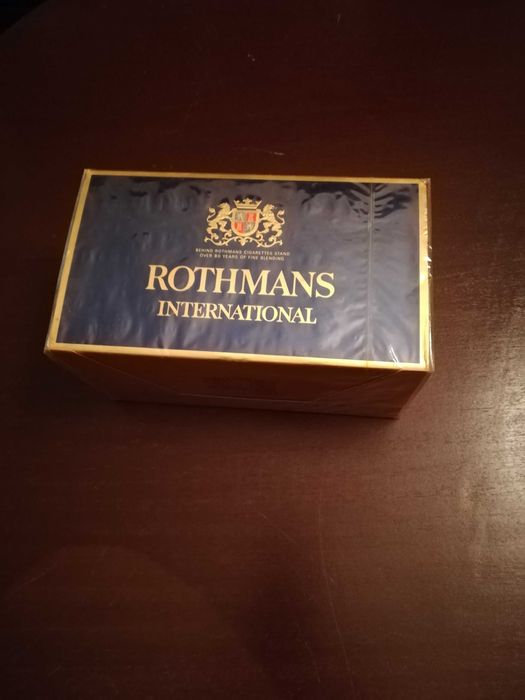 BEHIND ROTHMANS CIGARETTES STAND
OVER 80 YEARS OF FINE BLENDING
ROTHMANS
INTERNATIONAL